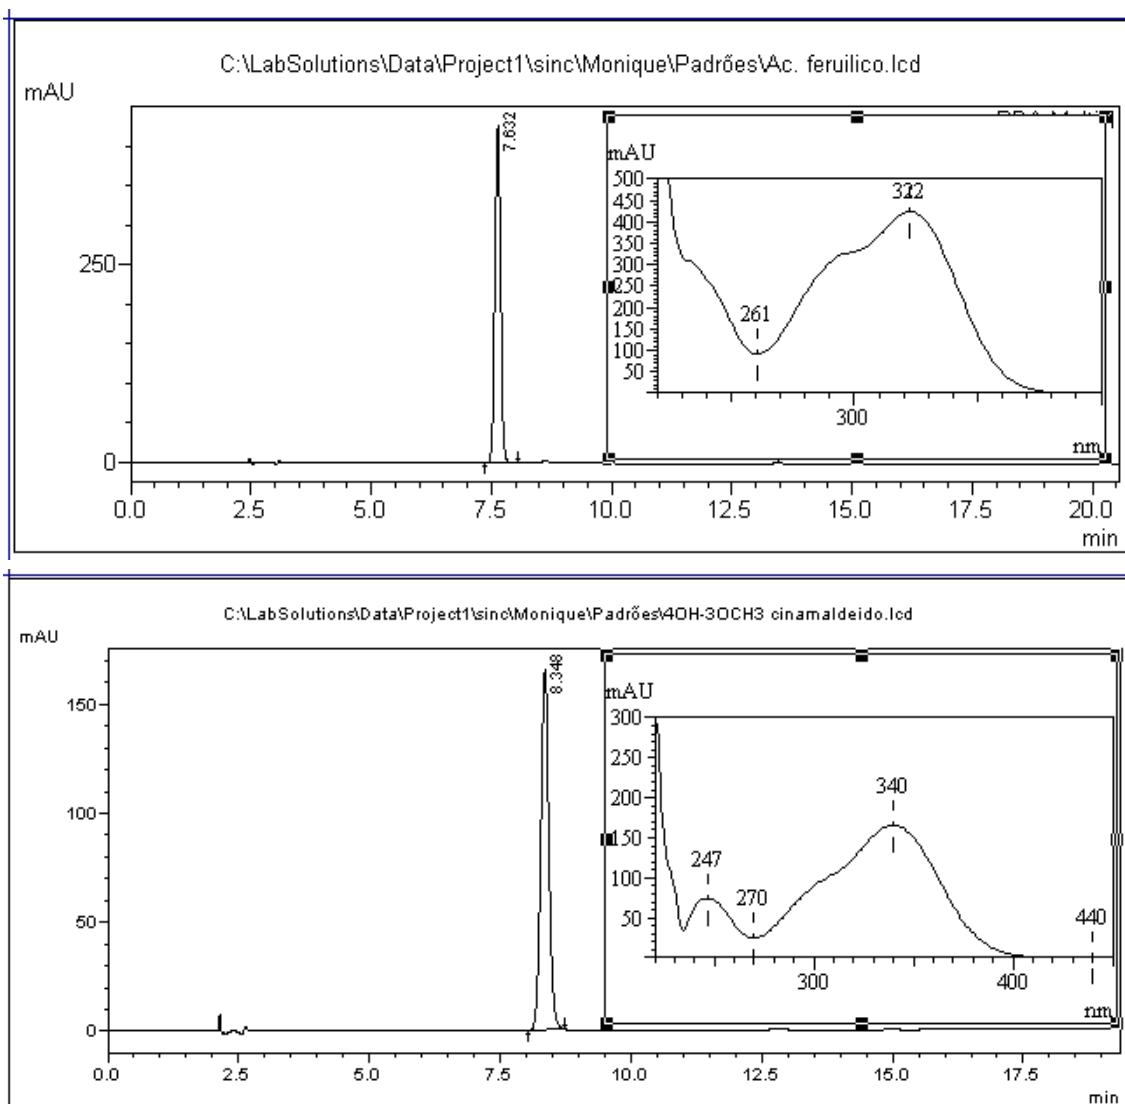 C:\LabSolutions\Data\Project1\sinc\Monique\Padrões\Ac. feruilico.lcd
mAU
7.632
250
0
0.0 2.5 5.0 7.5 10.0 12.5 15.0 17.5 20.0
min
mAU
500
450
400
350
300
250
200
150
100
50
261
300
nm
C:\LabSolutions\Data\Project1\sinc\Monique\Padrões\4OH-3OCH3 cinamaldeido.lcd
mAU
8.348
150
100
50
0
0.0 2.5 5.0 7.5 10.0 12.5 15.0 17.5
min
mAU
300
250
200
150
100
50
247
270
340
440
300 400
nm